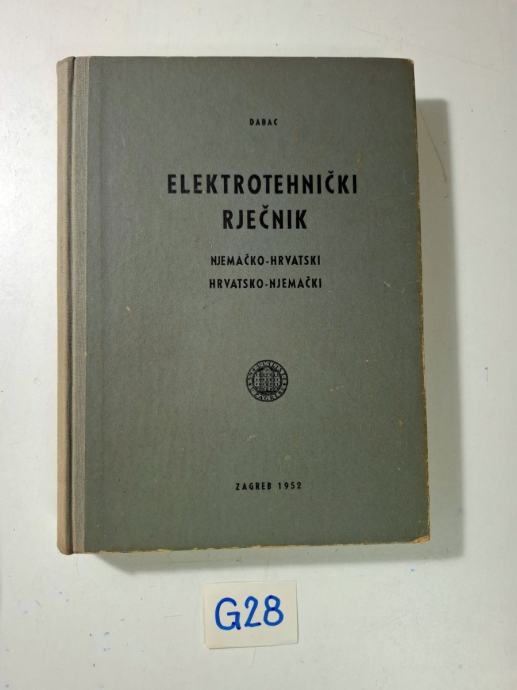 DABAC
ELEKTROTEHNIČKI
RJEČNIK
NJEMAČKO-HRVATSKI
HRVATSKO-NJEMAČKI
ZAGREB 1952
G28